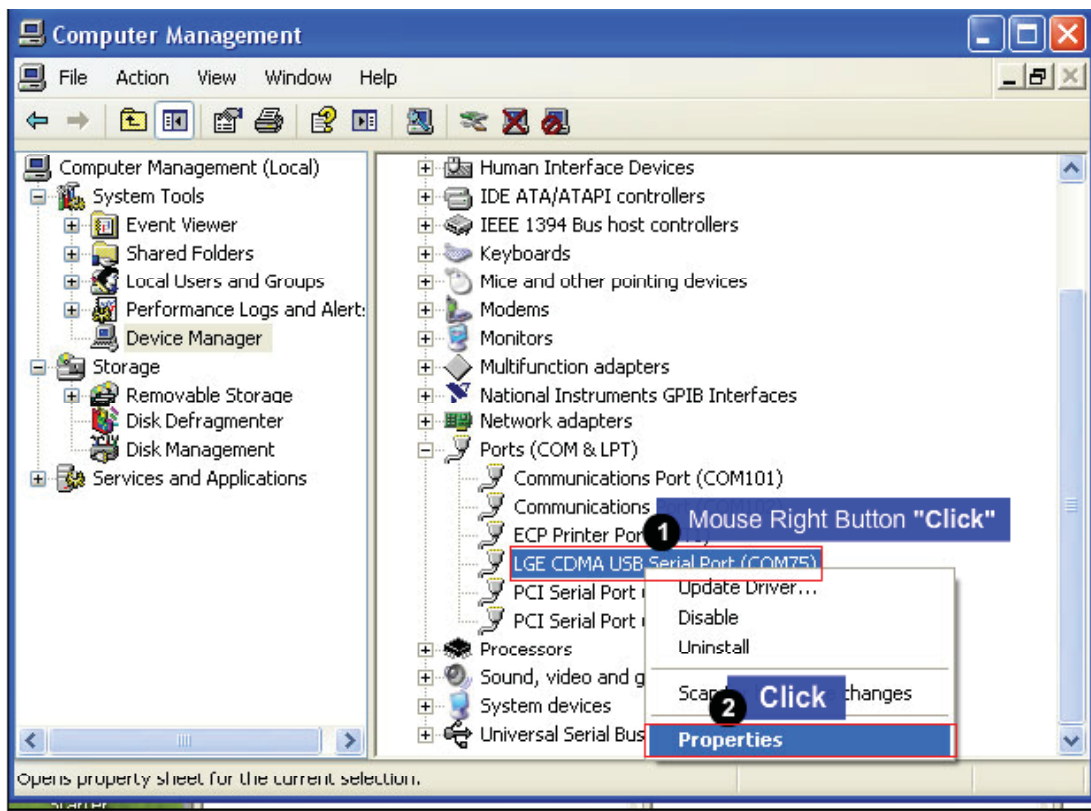 Computer Management
File Action View Window Help
Computer Management (Local)
System Tools
Event Viewer
Shared Folders
Local Users and Groups
Performance Logs and Alert:
Device Manager
Storage
Removable Storage
Disk Defragmenter
Disk Management
Services and Applications
Human Interface Devices
IDE ATA/ATAPI controllers
IEEE 1394 Bus host controllers
Keyboards
Mice and other pointing devices
Modems
Monitors
Multifunction adapters
National Instruments GPIB Interfaces
Network adapters
Ports (COM & LPT)
Communications Port (COM101)
Communications
ECP Printer Por
LGE CDMA USB Serial Port (COM75)
PCI Serial Port
PCI Serial Port
Processors
Sound, video and g
System devices
Universal Serial Bus
1 Mouse Right Button "Click"
Update Driver...
Disable
Uninstall
Scan changes
2 Click
Properties
Opens property sheet for the current selection.